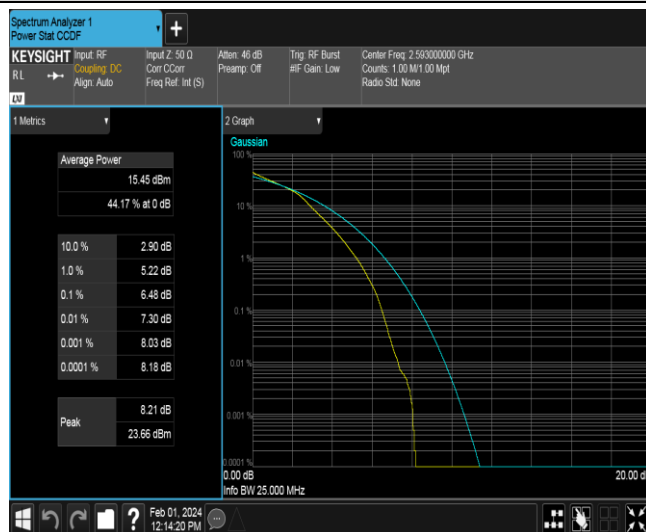 Spectrum Analyzer 1
Power Stat CCDF
+
KEYSIGHT
RL
LXI
Input: RF
Coupling: DC
Align: Auto
Input Z: 50 Ω
Corr CCorr
Freq Ref: Int (S)
Atten: 46 dB
Preamp: Off
Trig: RF Burst
#IF Gain: Low
Center Freq: 2.593000000 GHz
Counts: 1.00 M/1.00 Mpt
Radio Std: None
1 Metrics
Average Power
15.45 dBm
44.17 % at 0 dB
10.0 % 2.90 dB
1.0 % 5.22 dB
0.1 % 6.48 dB
0.01 % 7.30 dB
0.001 % 8.03 dB
0.0001 % 8.18 dB
Peak
8.21 dB
23.66 dBm
2 Graph
Gaussian
100 %
10 %
1 %
0.1 %
0.01 %
0.001 %
0.0001 %
0.00 dB
20.00 d
Info BW 25.000 MHz
?
Feb 01, 2024
12:14:20 PM